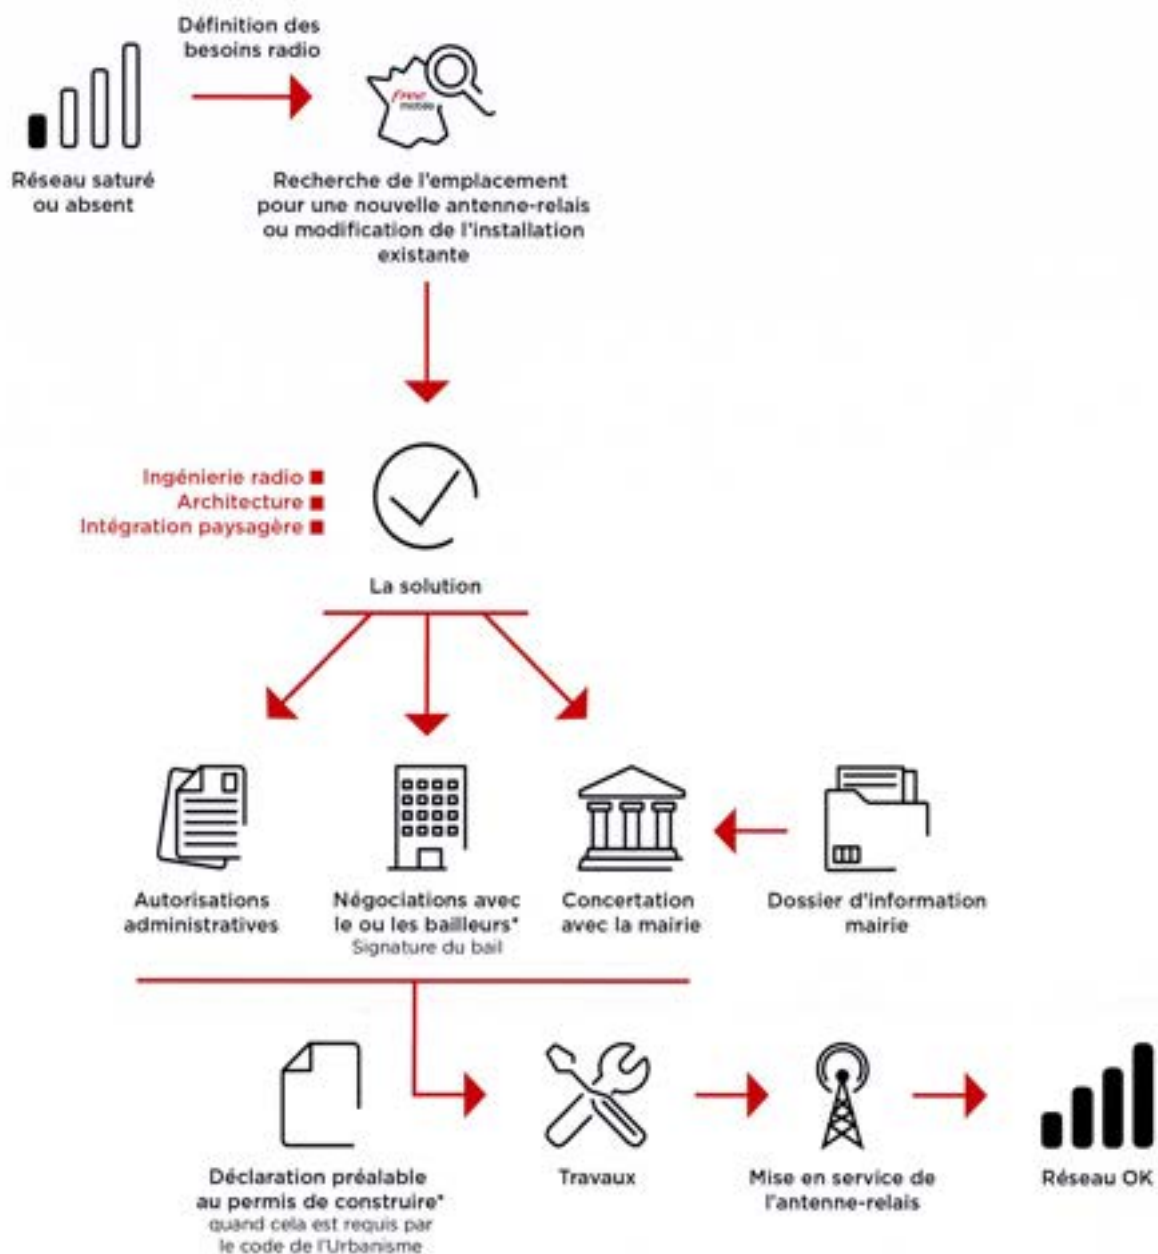 Définition des
besoins radio
Réseau saturé
ou absent
free
mobile
Recherche de l'emplacement
pour une nouvelle antenne-relais
ou modification de l'installation
existante
Ingénierie radio
Architecture
Intégration paysagère
La solution
Autorisations
administratives
Négociations avec
le ou les bailleurs*
Signature du bail
Concertation
avec la mairie
Dossier d'information
mairie
Déclaration préalable
au permis de construire*
quand cela est requis par
le code de l'Urbanisme
Travaux
Mise en service de
l'antenne-relais
Réseau OK